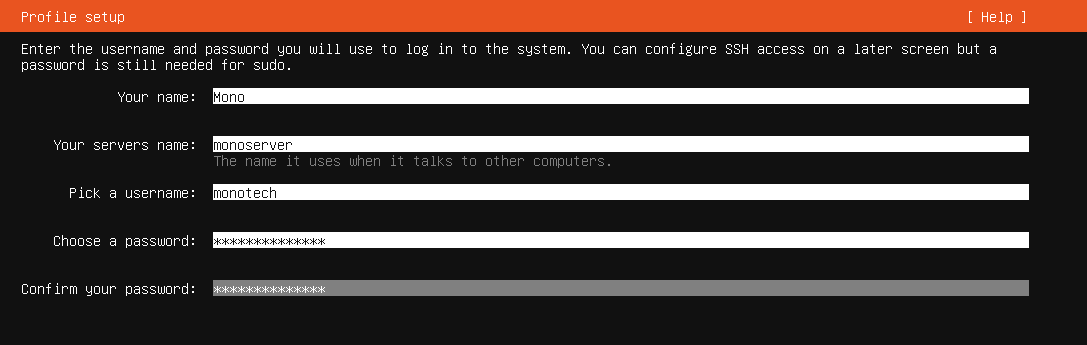 Profile setup [ Help ]
Enter the username and password you will use to log in to the system. You can configure SSH access on a later screen but a
password is still needed for sudo.
Your name: Mono
Your servers name: monoserver
The name it uses when it talks to other computers.
Pick a username: monotech
Choose a password: **************
Confirm your password: **************